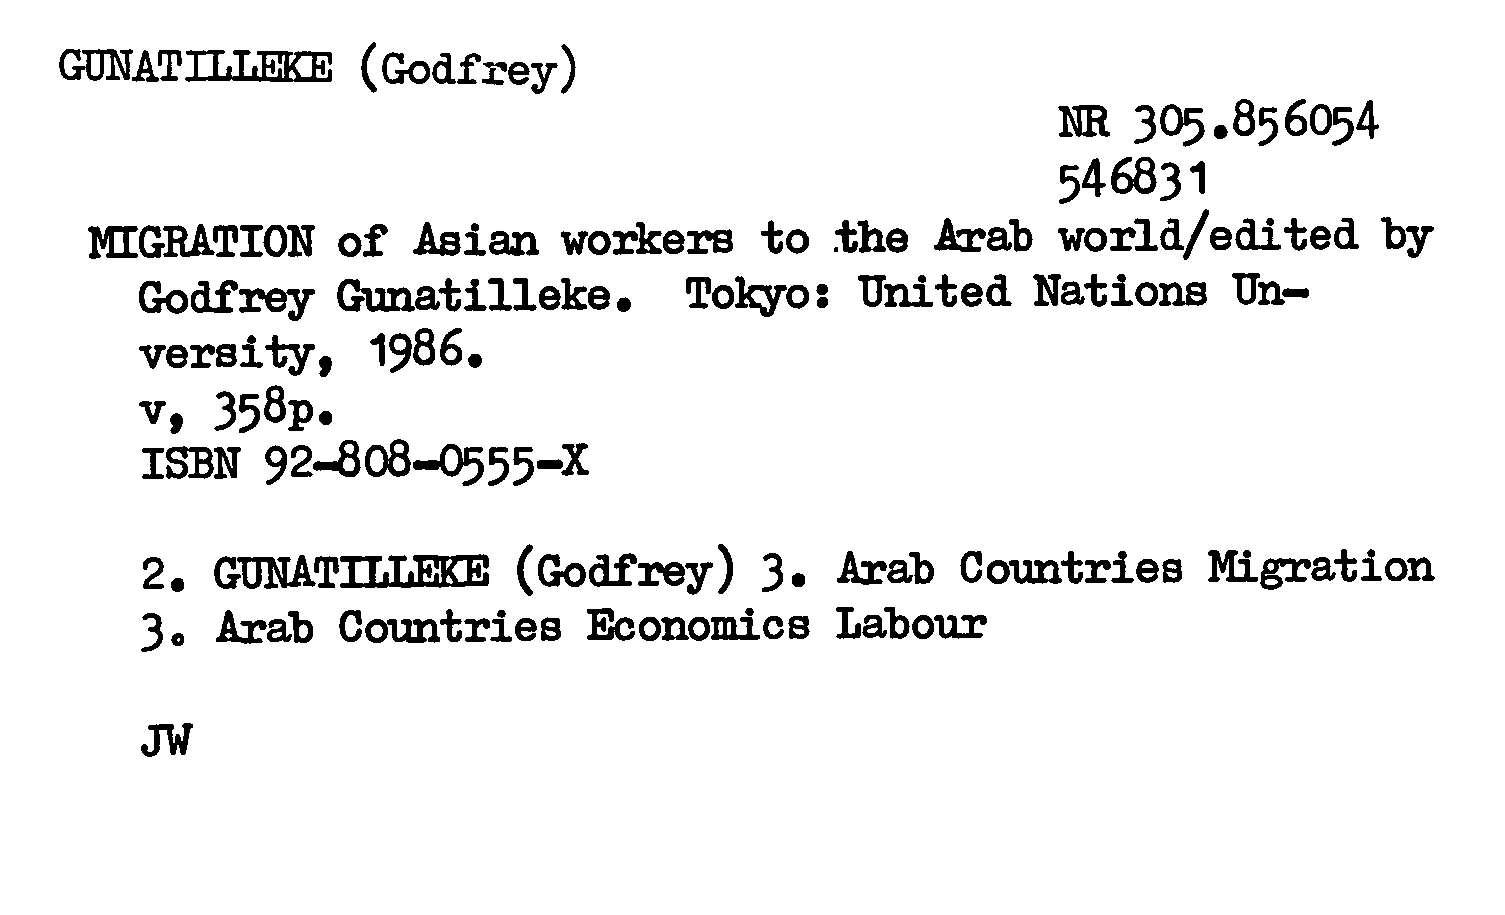 GUNATILLEKE (Godfrey)
NR 305.856054
546831
MIGRATION of Asian workers to the Arab world/edited by
Godfrey Gunatilleke. Tokyo: United Nations Un-
versity, 1986.
v, 358p.
ISBN 92-808-0555-X
2. GUNATILLEKE (Godfrey) 3. Arab Countries Migration
3. Arab Countries Economics Labour
JW